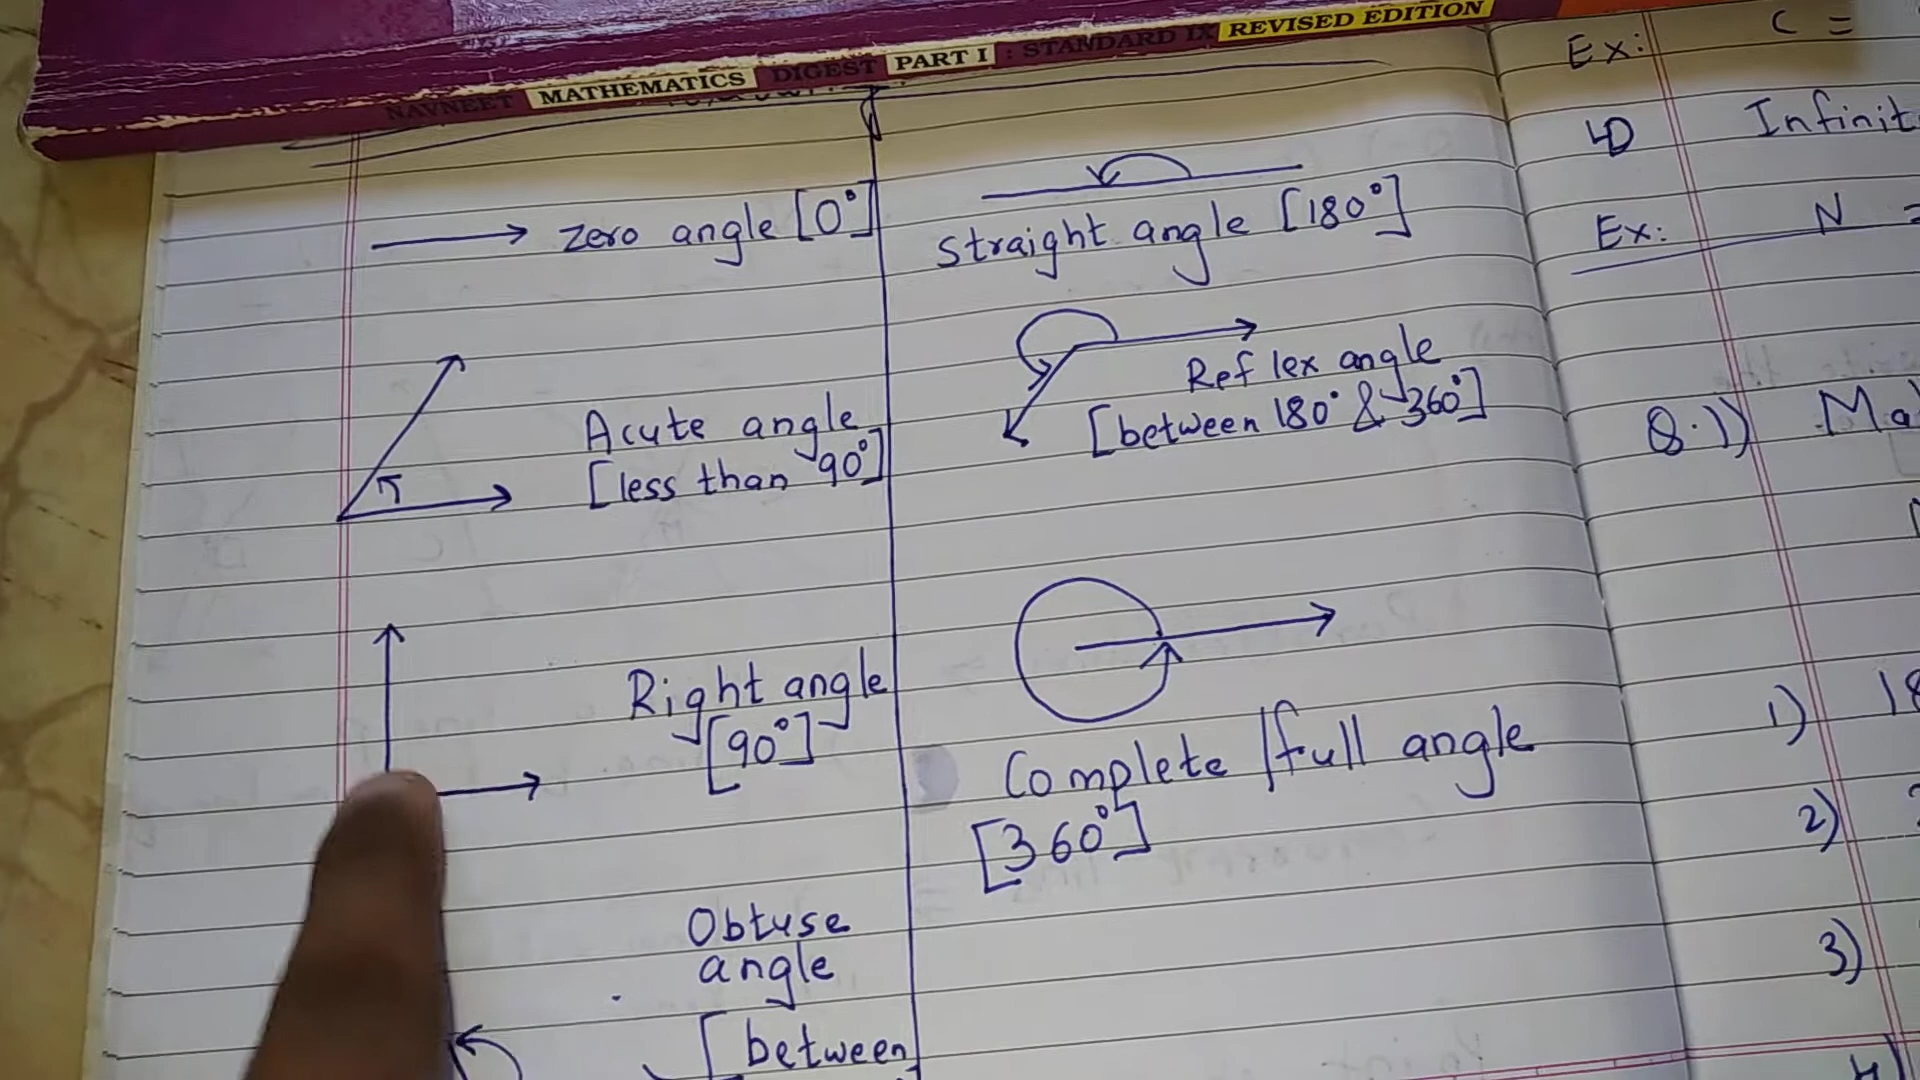 NAVNEET MATHEMATICS DIGEST PART I : STANDARD IX REVISED EDITION
zero angle [0°]
Acute angle
[less than 90°]
Right angle
[90°]
Obtuse
angle
[between
straight angle [180°]
Reflex angle
[between 180° & 360°]
Complete/full angle
[360°]
Ex: C =
Ex: N =
Q.1)
1) 18
2)
3)